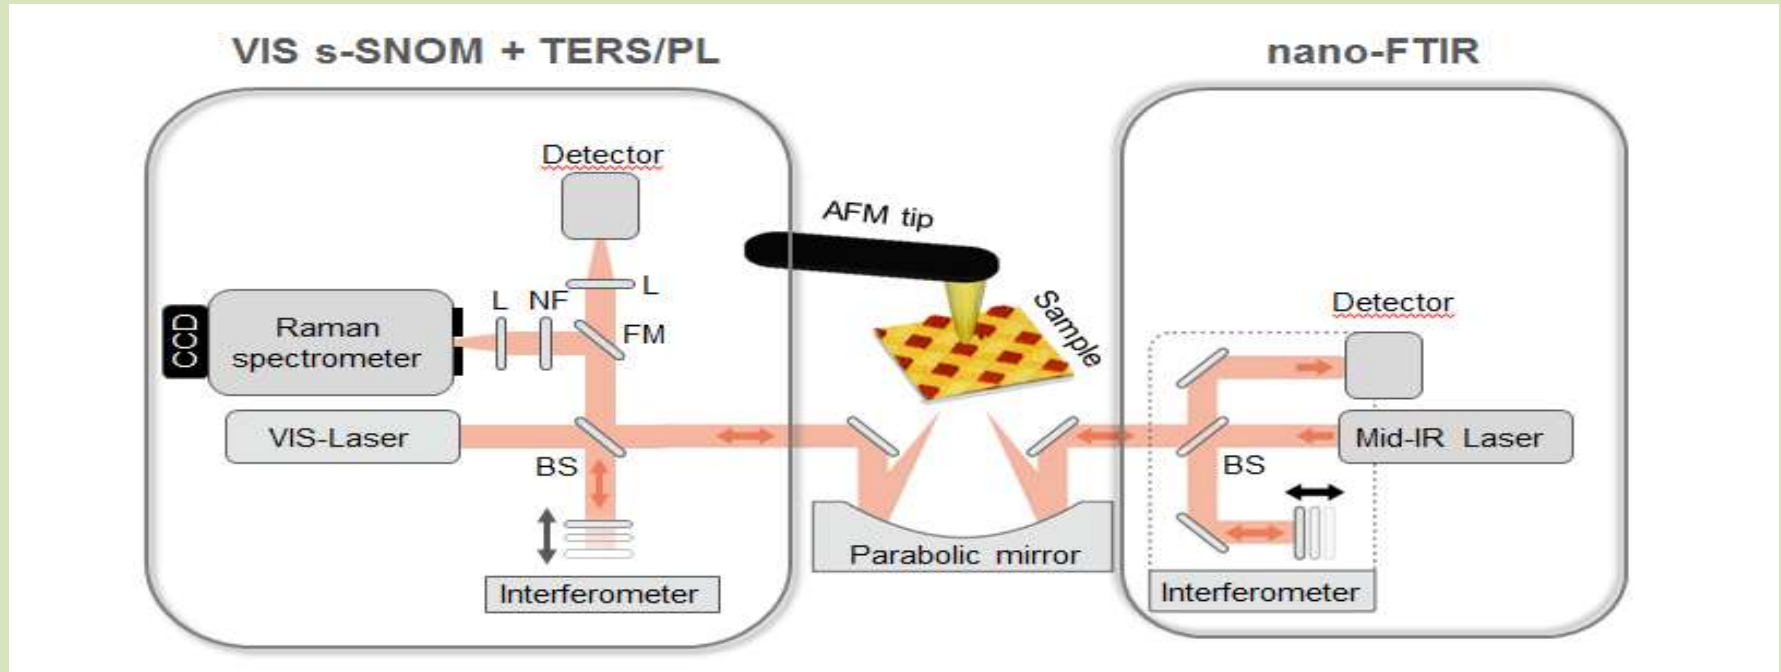 VIS s-SNOM + TERS/PL
nano-FTIR
Detector
AFM tip
L
L NF
FM
Sample
Detector
CCD
Raman
spectrometer
VIS-Laser
BS
Mid-IR Laser
BS
Parabolic mirror
Interferometer
Interferometer